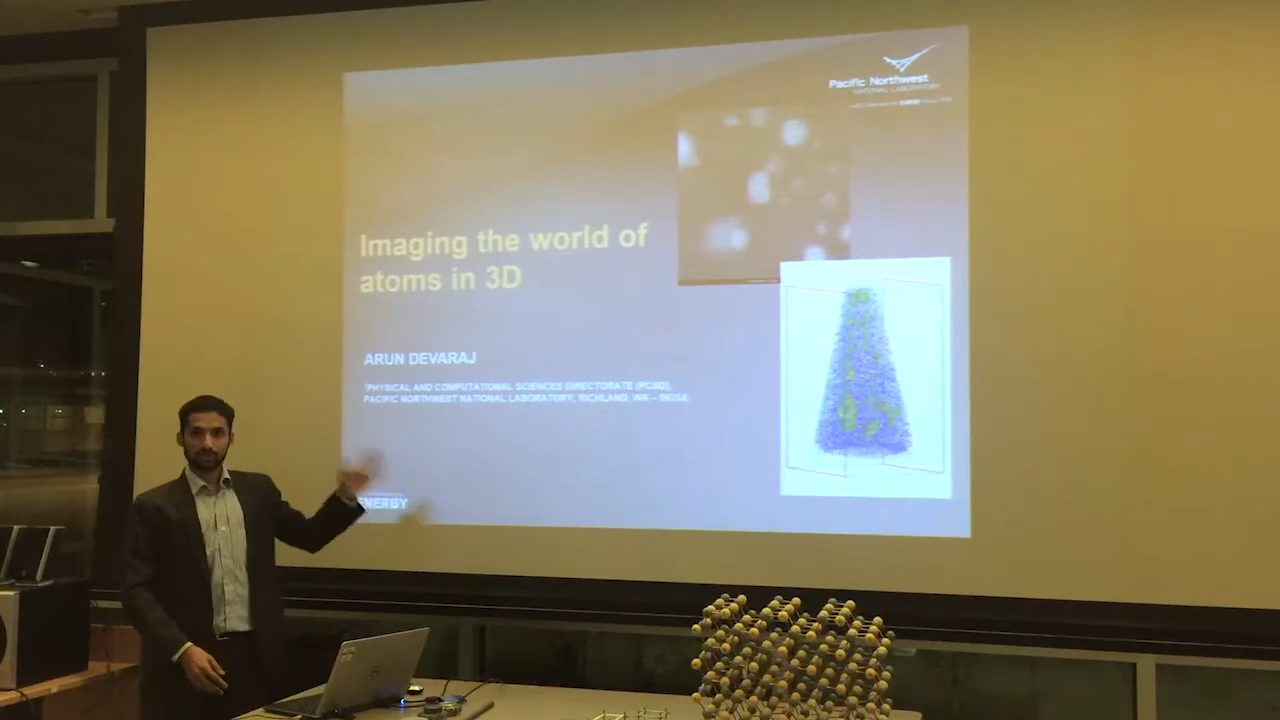 Pacific Northwest
NATIONAL LABORATORY
Imaging the world of
atoms in 3D
ARUN DEVARAJ
PHYSICAL AND COMPUTATIONAL SCIENCES DIRECTORATE (PCSD),
PACIFIC NORTHWEST NATIONAL LABORATORY, RICHLAND, WA –
ENERGY